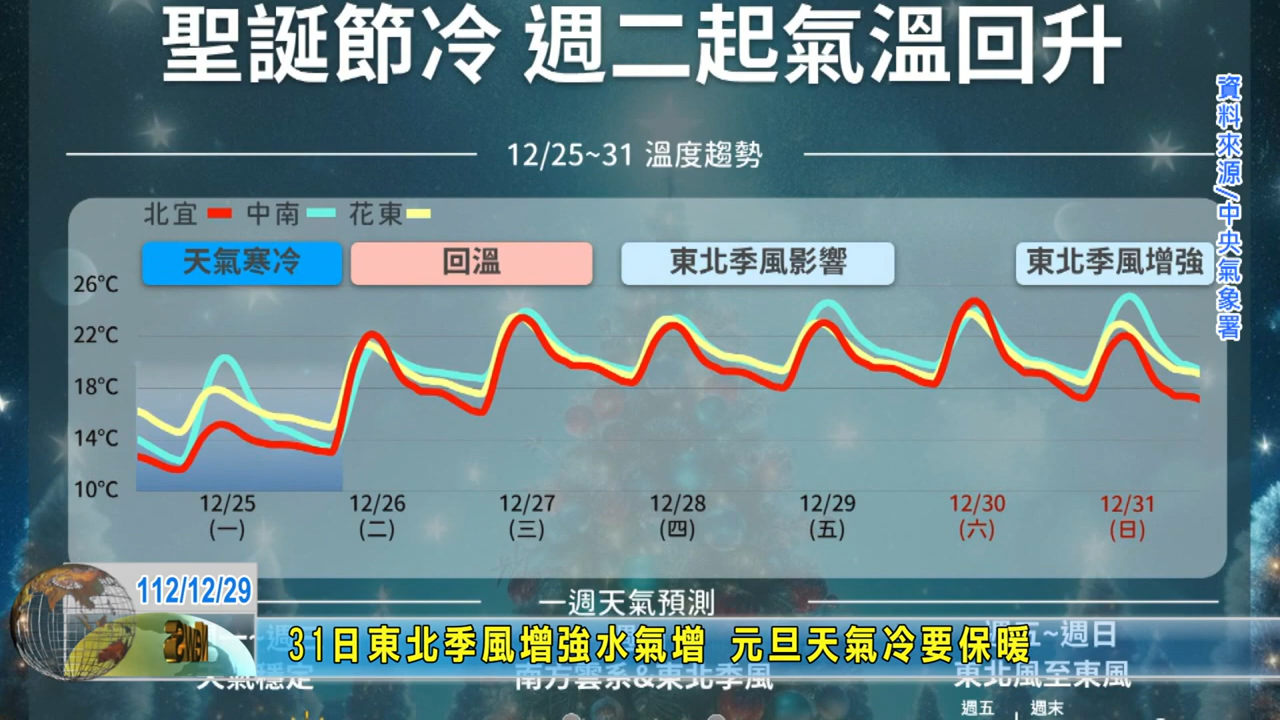 聖誕節冷 週二起氣溫回升
12/25~31 溫度趨勢
資料來源/中央氣象署
北宜 中南 花東
天氣寒冷 回溫 東北季風影響 東北季風增強
26°C
22°C
18°C
14°C
10°C
12/25 12/26 12/27 12/28 12/29 12/30 12/31
(一) (二) (三) (四) (五) (六) (日)
112/12/29
一週天氣預測
NEWS
31日東北季風增強水氣增 元旦天氣冷要保暖
週五~週日
天氣穩定 南方雲系&東北季風 東北風至東風
週五 週末